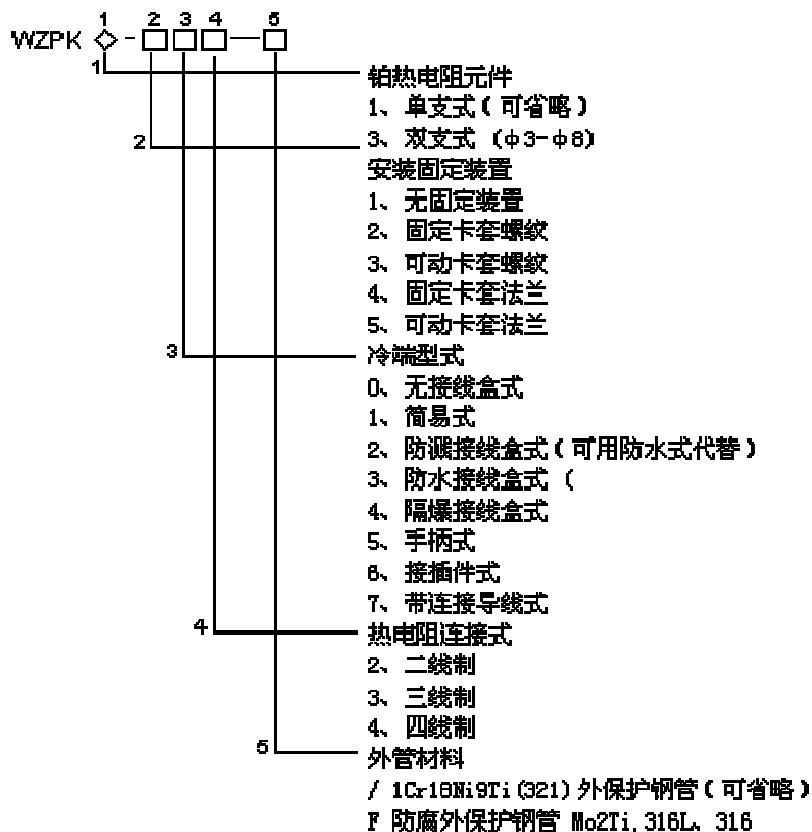 1 2 3 4 5
WZPK ◇-□□□—□
1
铂热电阻元件
1、单支式(可省略)
2
3、双支式 (φ3-φ8)
安装固定装置
1、无固定装置
2、固定卡套螺纹
3、可动卡套螺纹
4、固定卡套法兰
5、可动卡套法兰
3
冷端型式
0、无接线盒式
1、简易式
2、防溅接线盒式(可用防水式代替)
3、防水接线盒式 (
4、隔爆接线盒式
5、手柄式
6、接插件式
7、带连接导线式
4
热电阻连接式
2、二线制
3、三线制
4、四线制
5
外管材料
/ 1Cr18Ni9Ti(321)外保护钢管(可省略)
F 防腐外保护钢管 Mo2Ti,316L、316